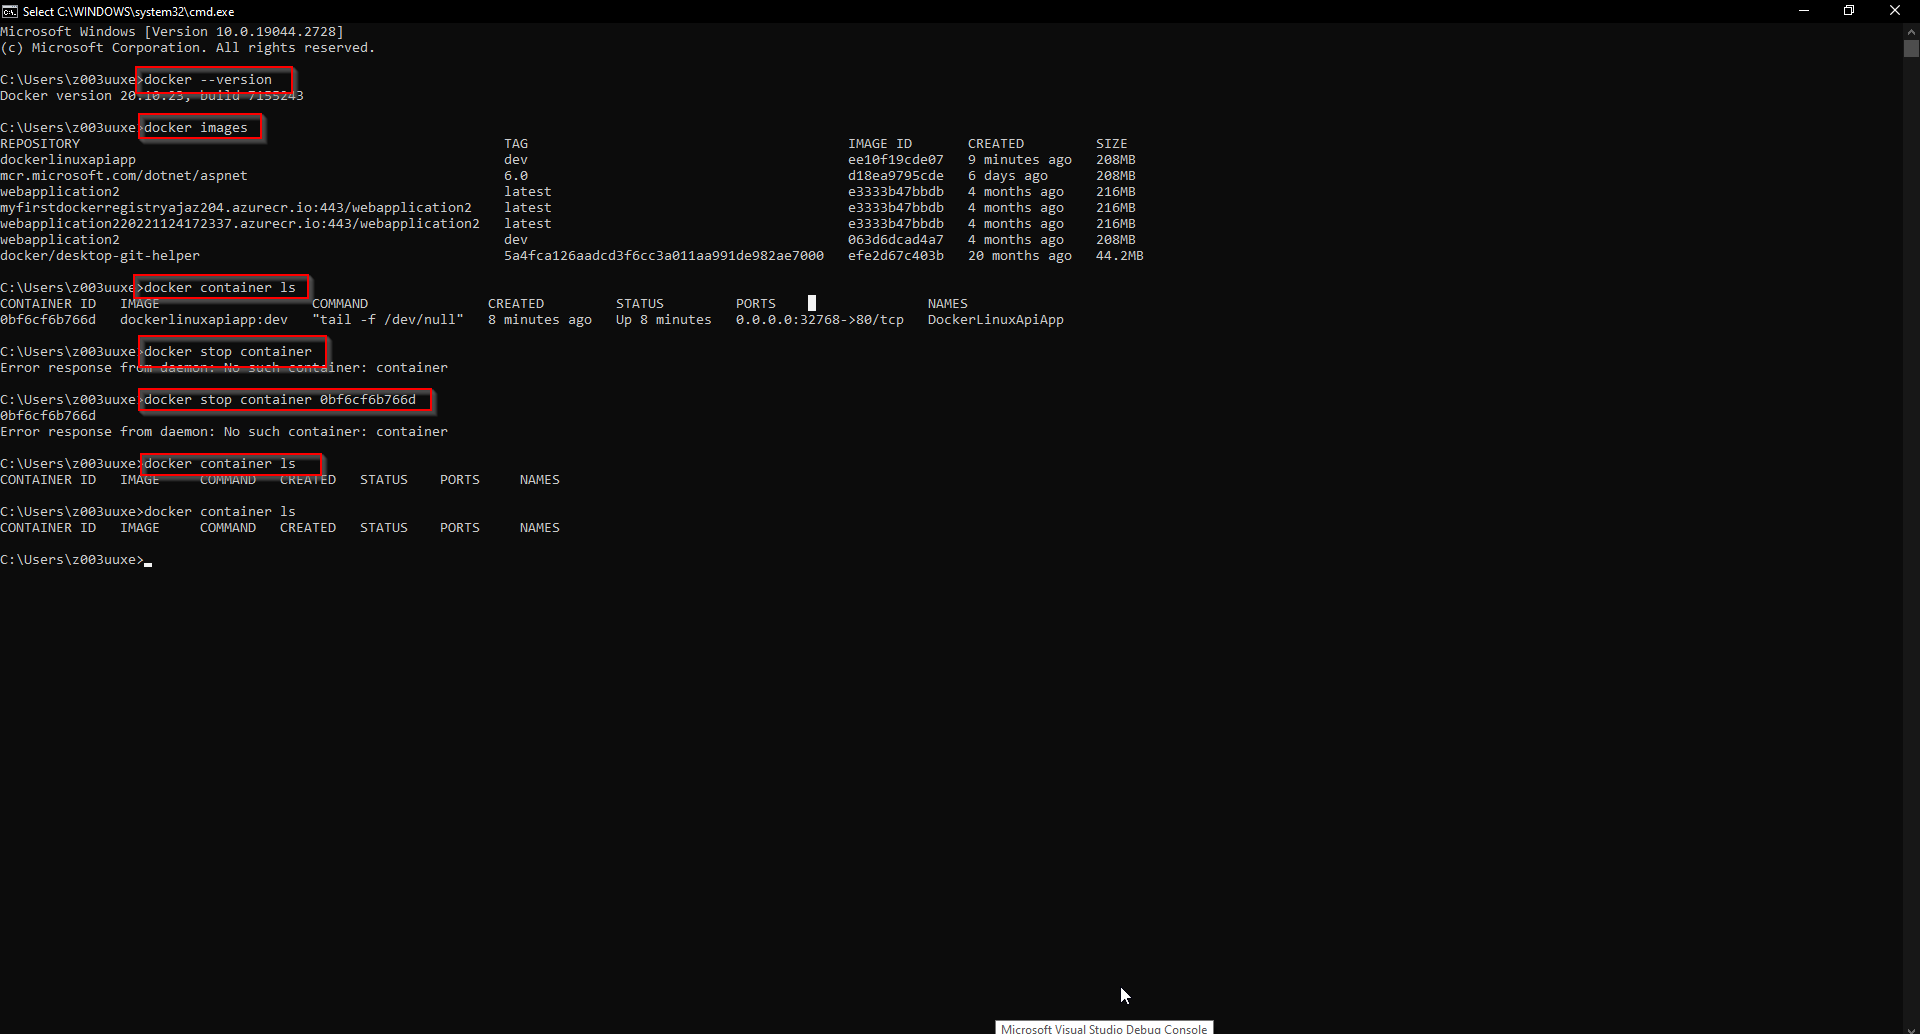 Select C:\WINDOWS\system32\cmd.exe
Microsoft Windows [Version 10.0.19044.2728]
(c) Microsoft Corporation. All rights reserved.
C:\Users\z003uuxe>docker --version
Docker version 20.10.23, build 7155243
C:\Users\z003uuxe>docker images
REPOSITORY TAG IMAGE ID CREATED SIZE
dockerlinuxapiapp dev ee10f19cde07 9 minutes ago 208MB
mcr.microsoft.com/dotnet/aspnet 6.0 d18ea9795cde 6 days ago 208MB
webapplication2 latest e3333b47bbdb 4 months ago 216MB
myfirstdockerregistryajaz204.azurecr.io:443/webapplication2 latest e3333b47bbdb 4 months ago 216MB
webapplication220221124172337.azurecr.io:443/webapplication2 latest e3333b47bbdb 4 months ago 216MB
webapplication2 dev 063d6dcad4a7 4 months ago 208MB
docker/desktop-git-helper 5a4fca126aadcd3f6cc3a011aa991de982ae7000 efe2d67c403b 20 months ago 44.2MB
C:\Users\z003uuxe>docker container ls
CONTAINER ID IMAGE COMMAND CREATED STATUS PORTS NAMES
0bf6cf6b766d dockerlinuxapiapp:dev "tail -f /dev/null" 8 minutes ago Up 8 minutes 0.0.0.0:32768->80/tcp DockerLinuxApiApp
C:\Users\z003uuxe>docker stop container
Error response from daemon: No such container: container
C:\Users\z003uuxe>docker stop container 0bf6cf6b766d
0bf6cf6b766d
Error response from daemon: No such container: container
C:\Users\z003uuxe>docker container ls
CONTAINER ID IMAGE COMMAND CREATED STATUS PORTS NAMES
C:\Users\z003uuxe>docker container ls
CONTAINER ID IMAGE COMMAND CREATED STATUS PORTS NAMES
C:\Users\z003uuxe>
Microsoft Visual Studio Debug Console